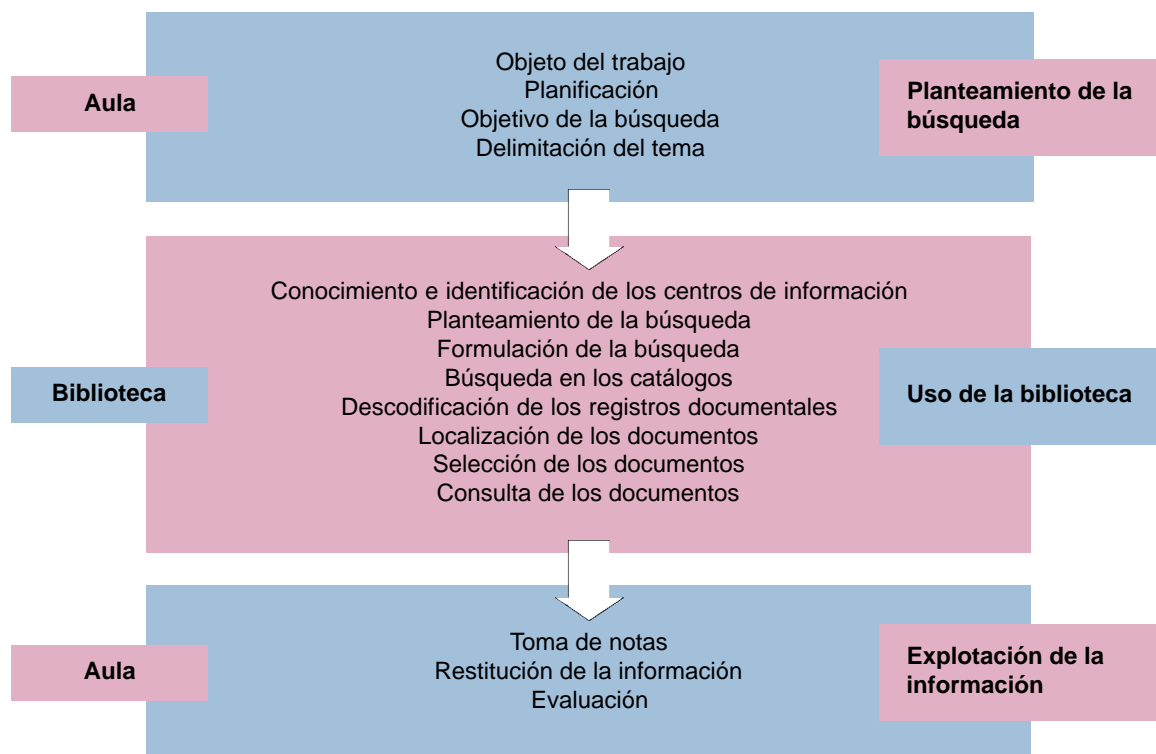 Aula
Objeto del trabajo
Planificación
Objetivo de la búsqueda
Delimitación del tema
Planteamiento de la
búsqueda
Biblioteca
Conocimiento e identificación de los centros de información
Planteamiento de la búsqueda
Formulación de la búsqueda
Búsqueda en los catálogos
Descodificación de los registros documentales
Localización de los documentos
Selección de los documentos
Consulta de los documentos
Uso de la biblioteca
Aula
Toma de notas
Restitución de la información
Evaluación
Explotación de la
información